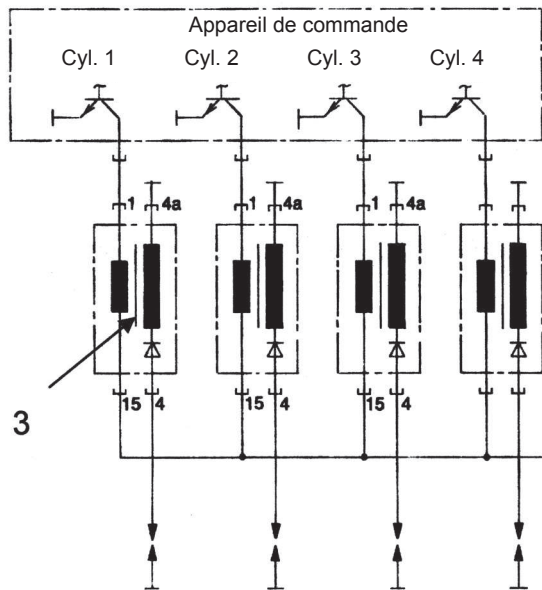 Appareil de commande
Cyl. 1 Cyl. 2 Cyl. 3 Cyl. 4
1 4a 1 4a 1 4a
3
15 4 15 4 15 4